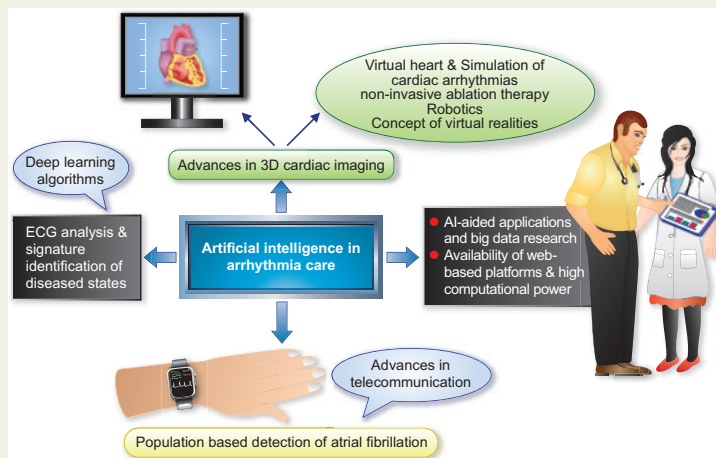 Virtual heart & Simulation of
cardiac arrhythmias
non-invasive ablation therapy
Robotics
Concept of virtual realities
Advances in 3D cardiac imaging
Deep learning
algorithms
ECG analysis &
signature
identification of
diseased states
Artificial intelligence in
arrhythmia care
AI-aided applications
and big data research
Availability of web-
based platforms & high
computational power
Advances in
telecommunication
Population based detection of atrial fibrillation